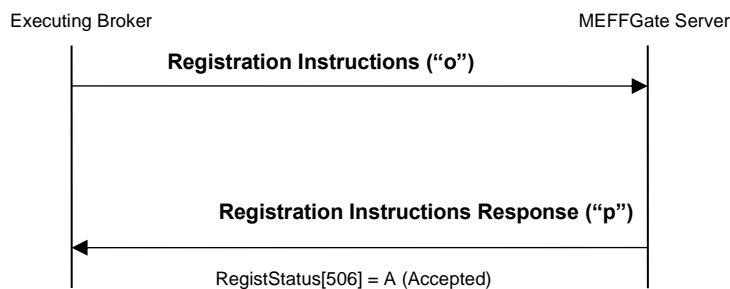 Executing Broker
MEFFGate Server
Registration Instructions (“o”)
Registration Instructions Response (“p”)
RegistStatus[506] = A (Accepted)